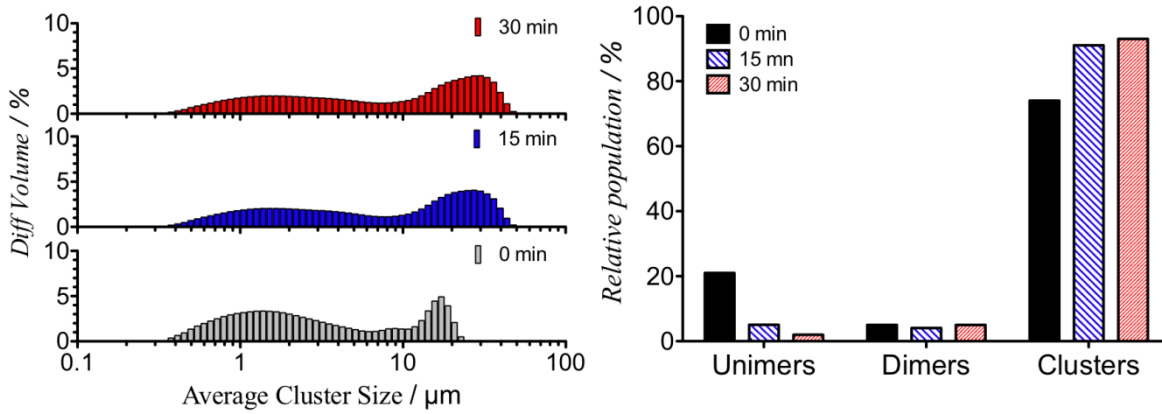 10
5
0
30 min
10
5
0
15 min
10
5
0
0 min
0.1
1
10
100
Diff Volume / %
Average Cluster Size / µm
100
80
60
40
20
0
Relative population / %
0 min
15 mn
30 min
Unimers
Dimers
Clusters